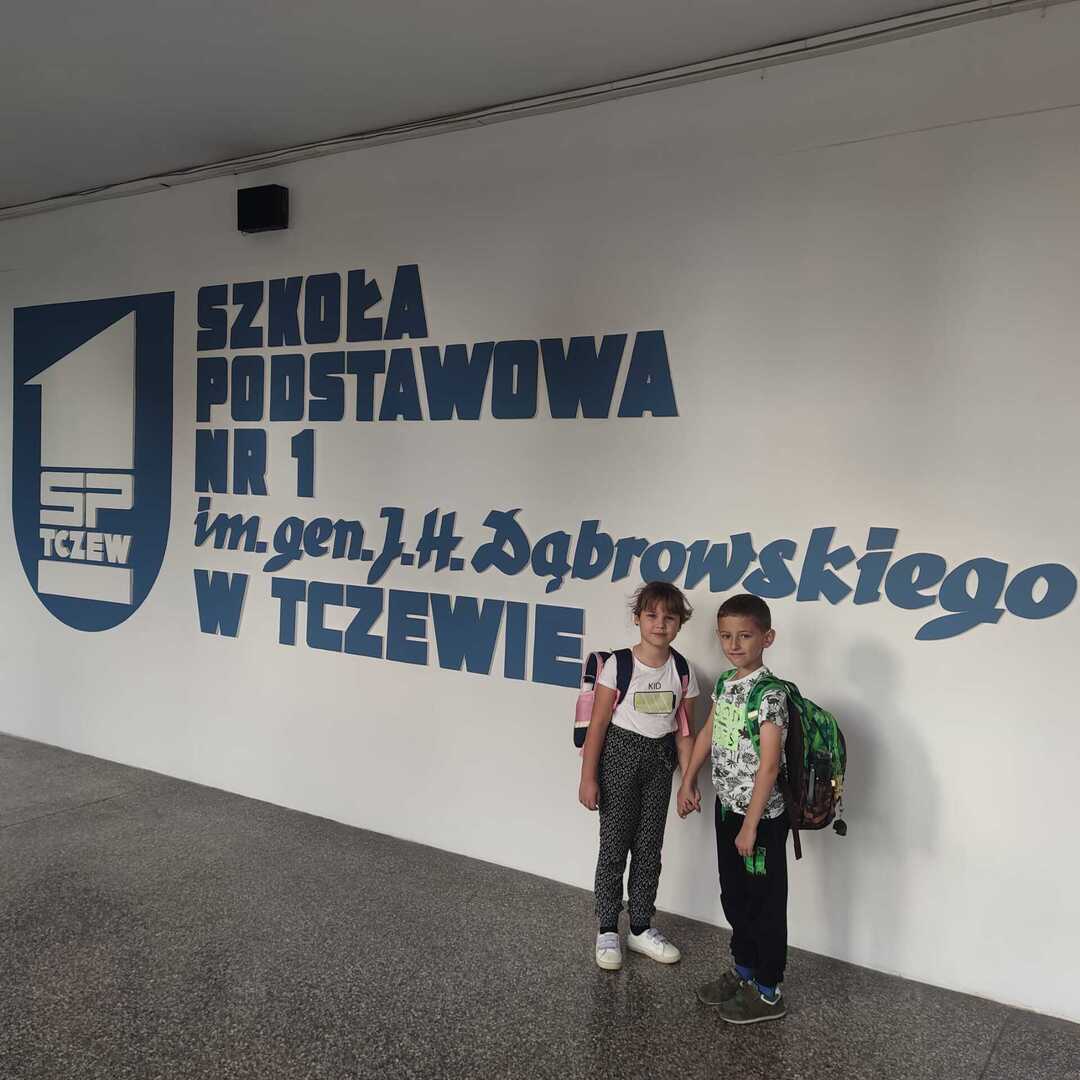 SP
TCZEW
SZKOŁA
PODSTAWOWA
NR 1
im. gen. J. H. Dąbrowskiego
W TCZEWIE
KID